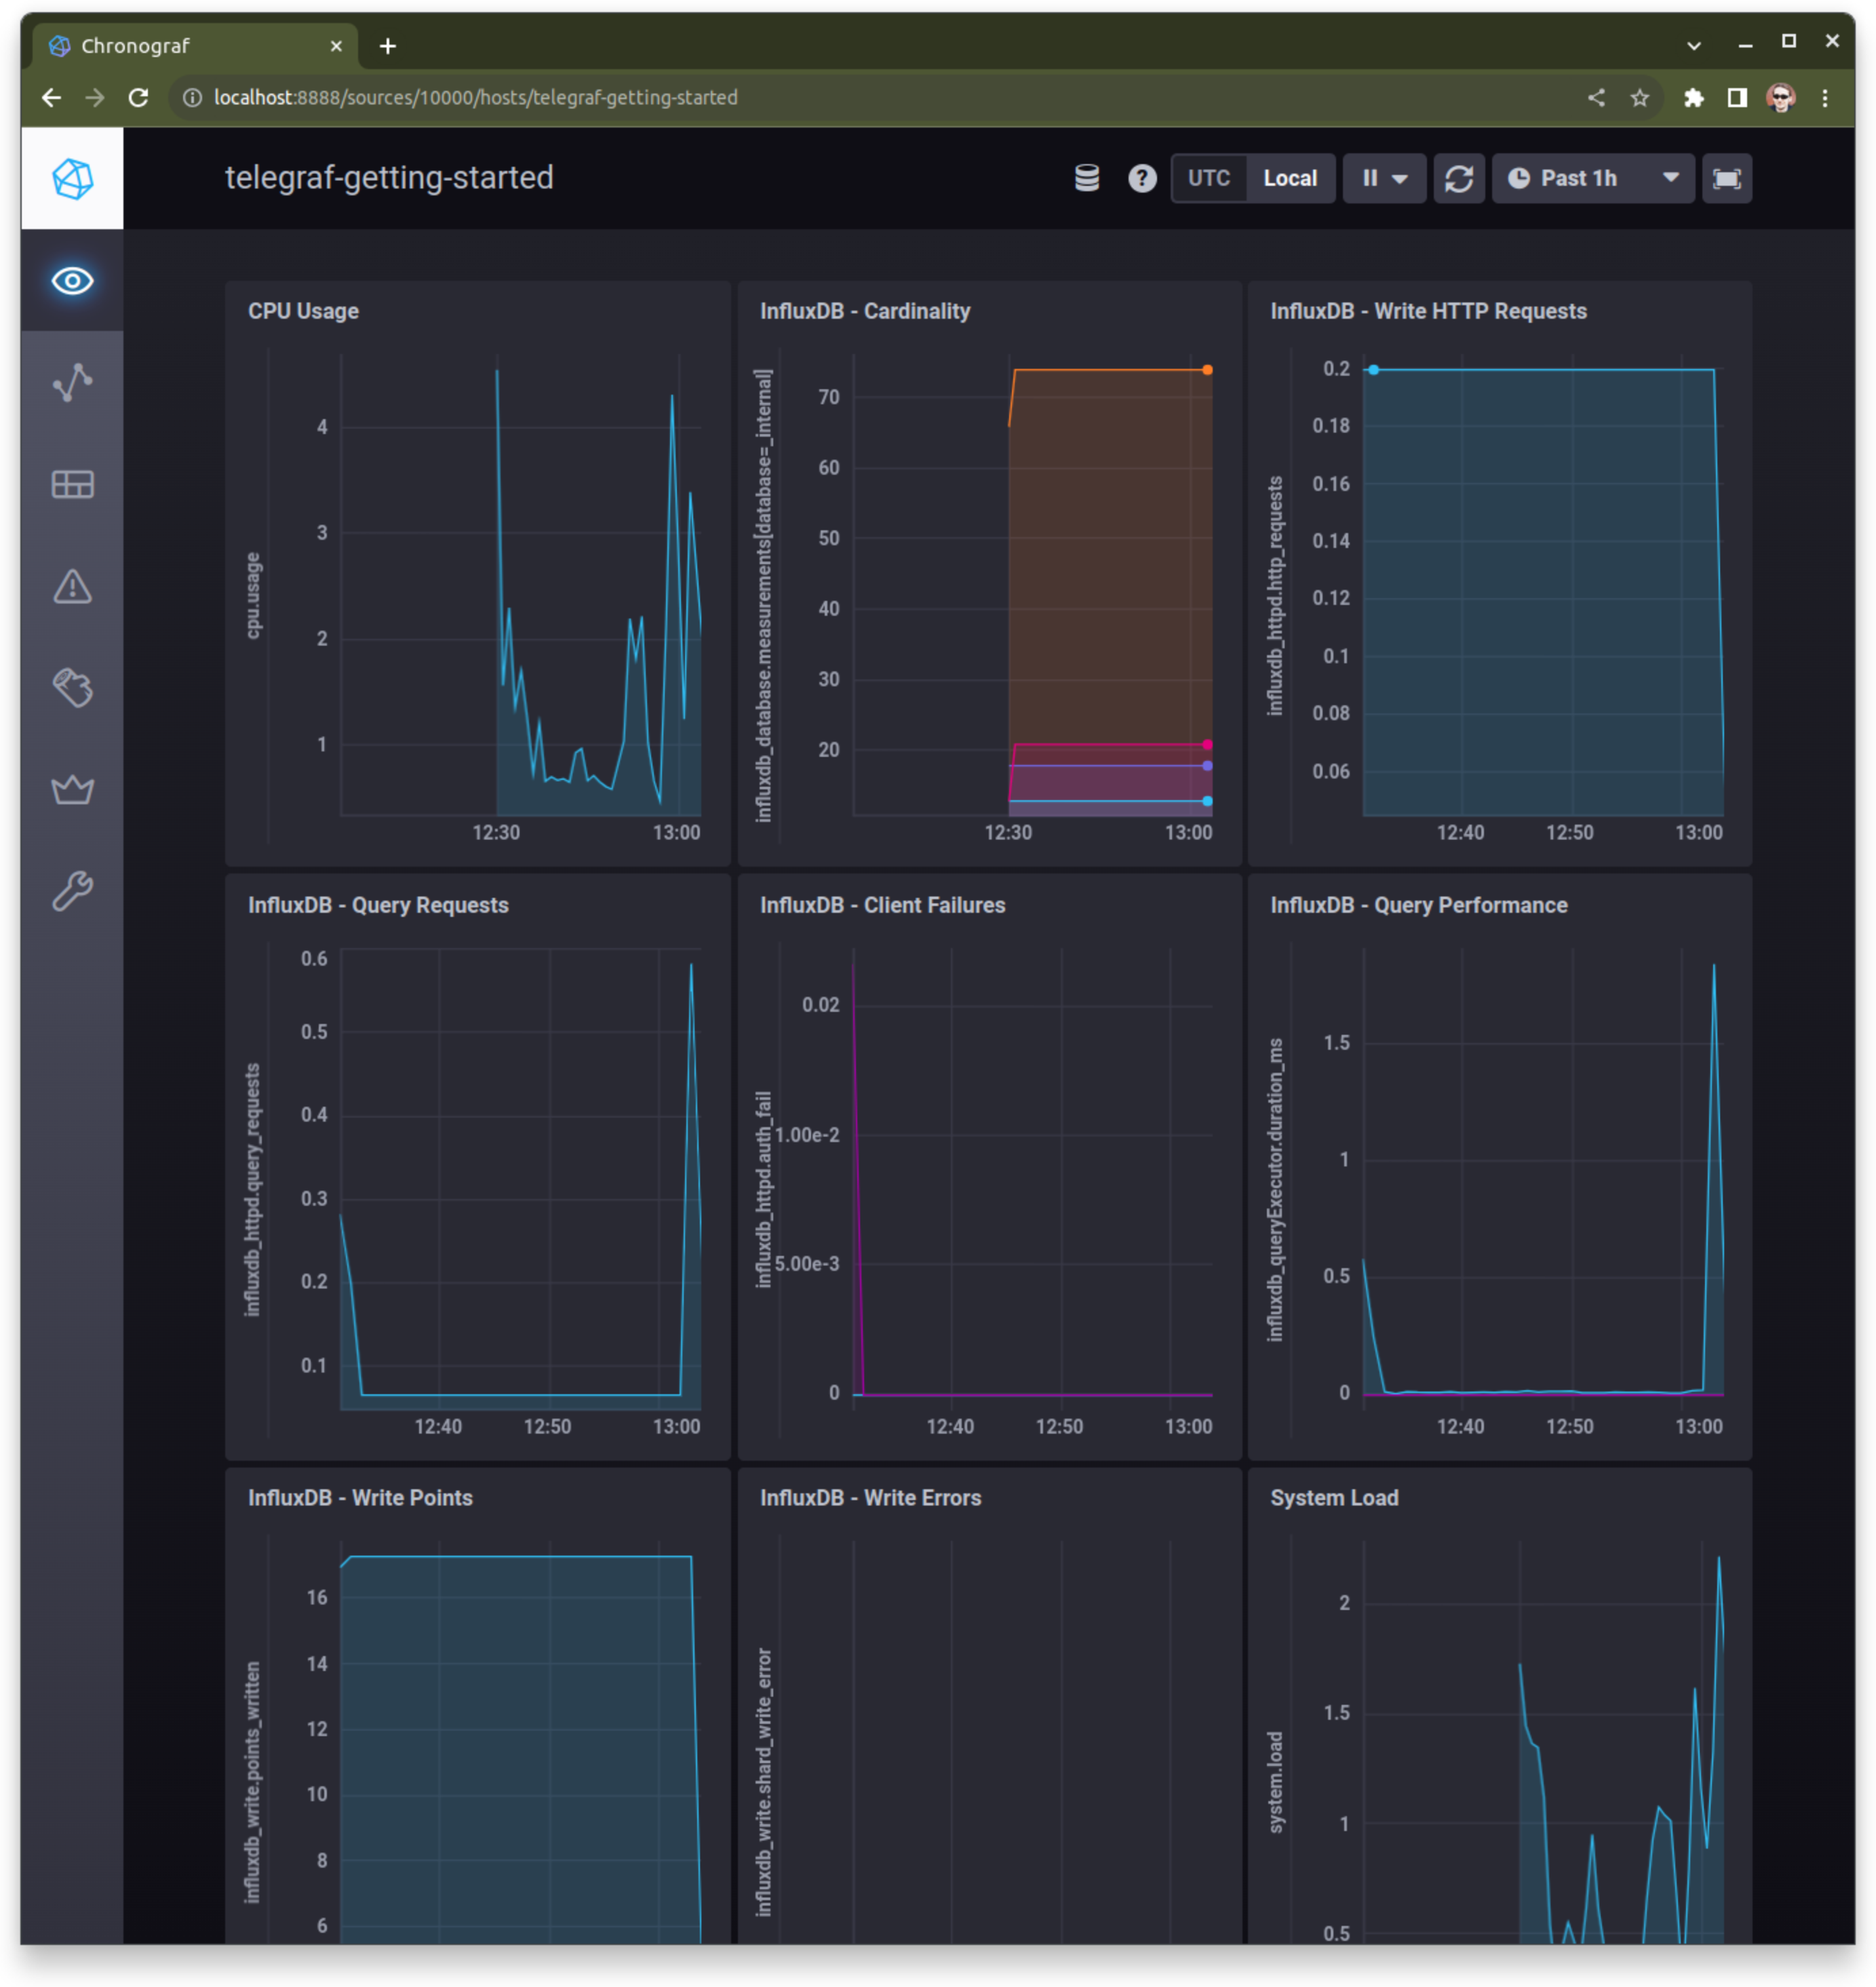 Chronograf
localhost:8888/sources/10000/hosts/telegraf-getting-started
telegraf-getting-started
UTC
Local
Past 1h
CPU Usage
cpu.usage
4
3
2
1
12:30
13:00
InfluxDB - Cardinality
influxdb_database.measurements[database=_internal]
70
60
50
40
30
20
12:30
13:00
InfluxDB - Write HTTP Requests
influxdb_httpd.http_requests
0.2
0.18
0.16
0.14
0.12
0.1
0.08
0.06
12:40
12:50
13:00
InfluxDB - Query Requests
influxdb_httpd.query_requests
0.6
0.5
0.4
0.3
0.2
0.1
12:40
12:50
13:00
InfluxDB - Client Failures
influxdb_httpd.auth_fail
0.02
1.00e-2
5.00e-3
0
12:40
12:50
13:00
InfluxDB - Query Performance
influxdb_queryExecutor.duration_ms
1.5
1
0.5
0
12:40
12:50
13:00
InfluxDB - Write Points
influxdb_write.points_written
16
14
12
10
8
6
InfluxDB - Write Errors
influxdb_write.shard_write_error
System Load
system.load
2
1.5
1
0.5